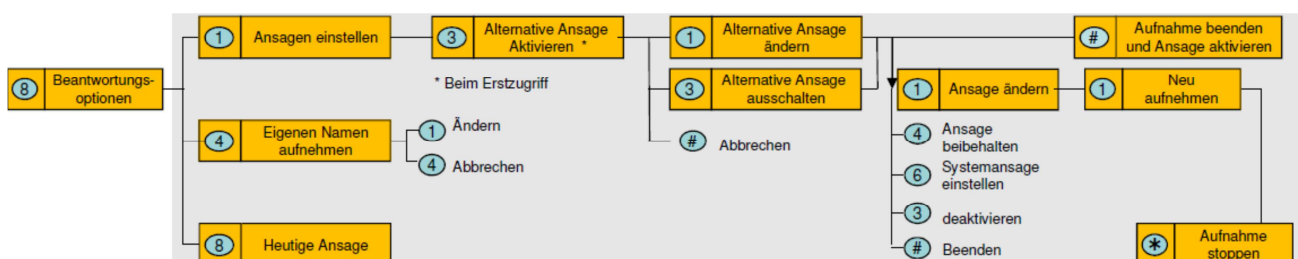 8 Beantwortungs-
optionen
1 Ansagen einstellen
3 Alternative Ansage
Aktivieren *
* Beim Erstzugriff
1 Alternative Ansage
ändern
3 Alternative Ansage
ausschalten
# Abbrechen
# Aufnahme beenden
und Ansage aktivieren
1 Ansage ändern
1 Neu
aufnehmen
4 Ansage
beibehalten
6 Systemansage
einstellen
3 deaktivieren
# Beenden
* Aufnahme
stoppen
4 Eigenen Namen
aufnehmen
1 Ändern
4 Abbrechen
8 Heutige Ansage